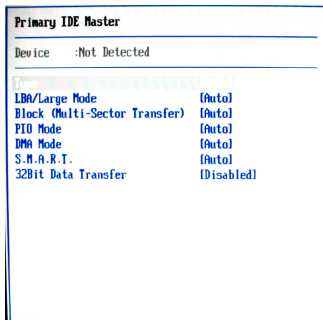 Primary IDE Master
Device :Not Detected
Type
LBA/Large Mode [Auto]
Block (Multi-Sector Transfer) [Auto]
PIO Mode [Auto]
DMA Mode [Auto]
S.M.A.R.T. [Auto]
32Bit Data Transfer [Disabled]